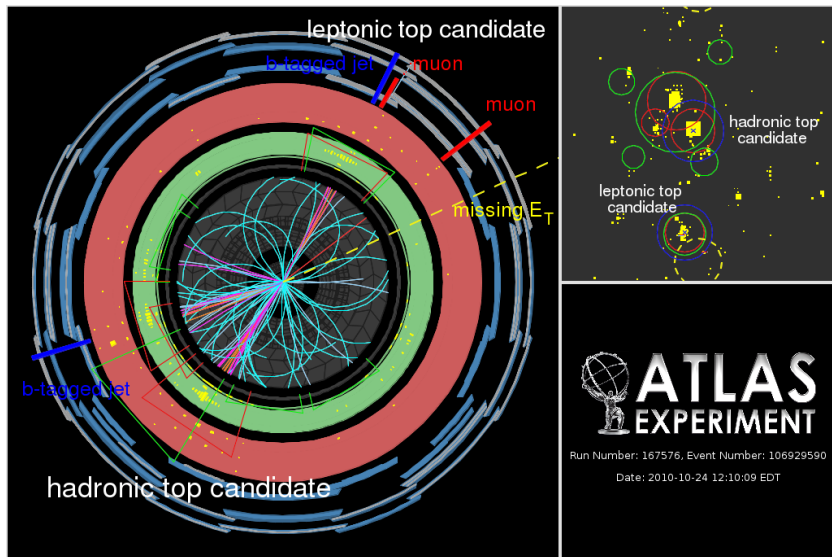 leptonic top candidate
b-tagged jet
muon
muon
missing E_T
b-tagged jet
hadronic top candidate
hadronic top
candidate
leptonic top
candidate
ATLAS
EXPERIMENT
Run Number: 167576, Event Number: 106929590
Date: 2010-10-24 12:10:09 EDT